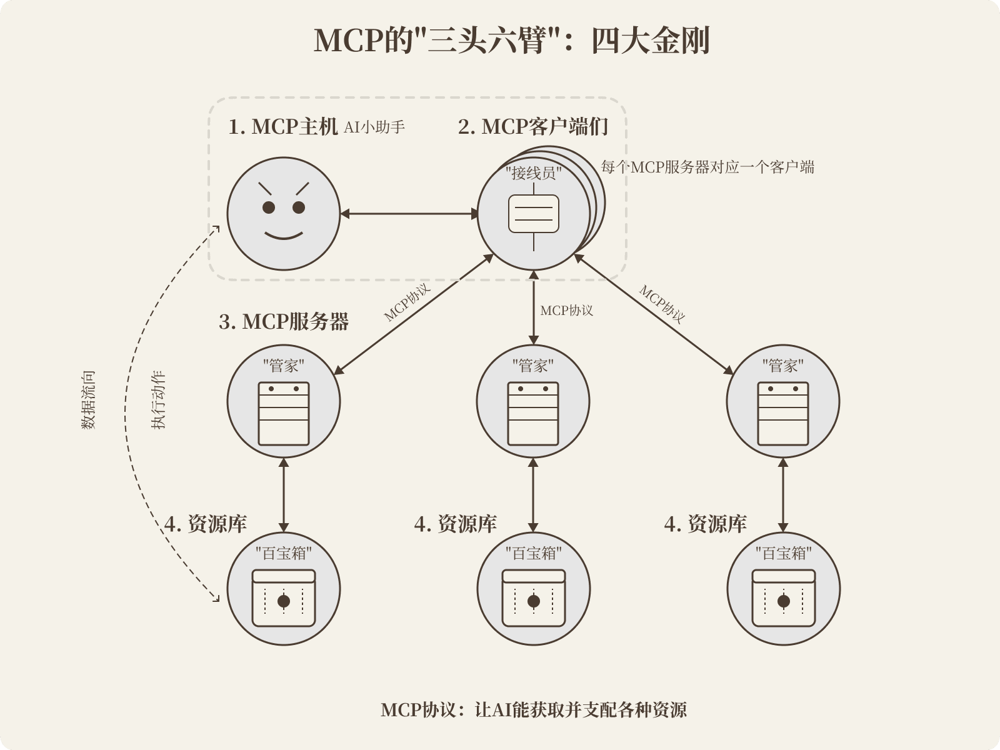 MCP的"三头六臂"：四大金刚
1. MCP主机 AI小助手
2. MCP客户端们
每个MCP服务器对应一个客户端
"接线员"
MCP协议
MCP协议
MCP协议
3. MCP服务器
"管家"
"管家"
"管家"
数据流向
执行动作
4. 资源库
4. 资源库
4. 资源库
"百宝箱"
"百宝箱"
"百宝箱"
MCP协议：让AI能获取并支配各种资源